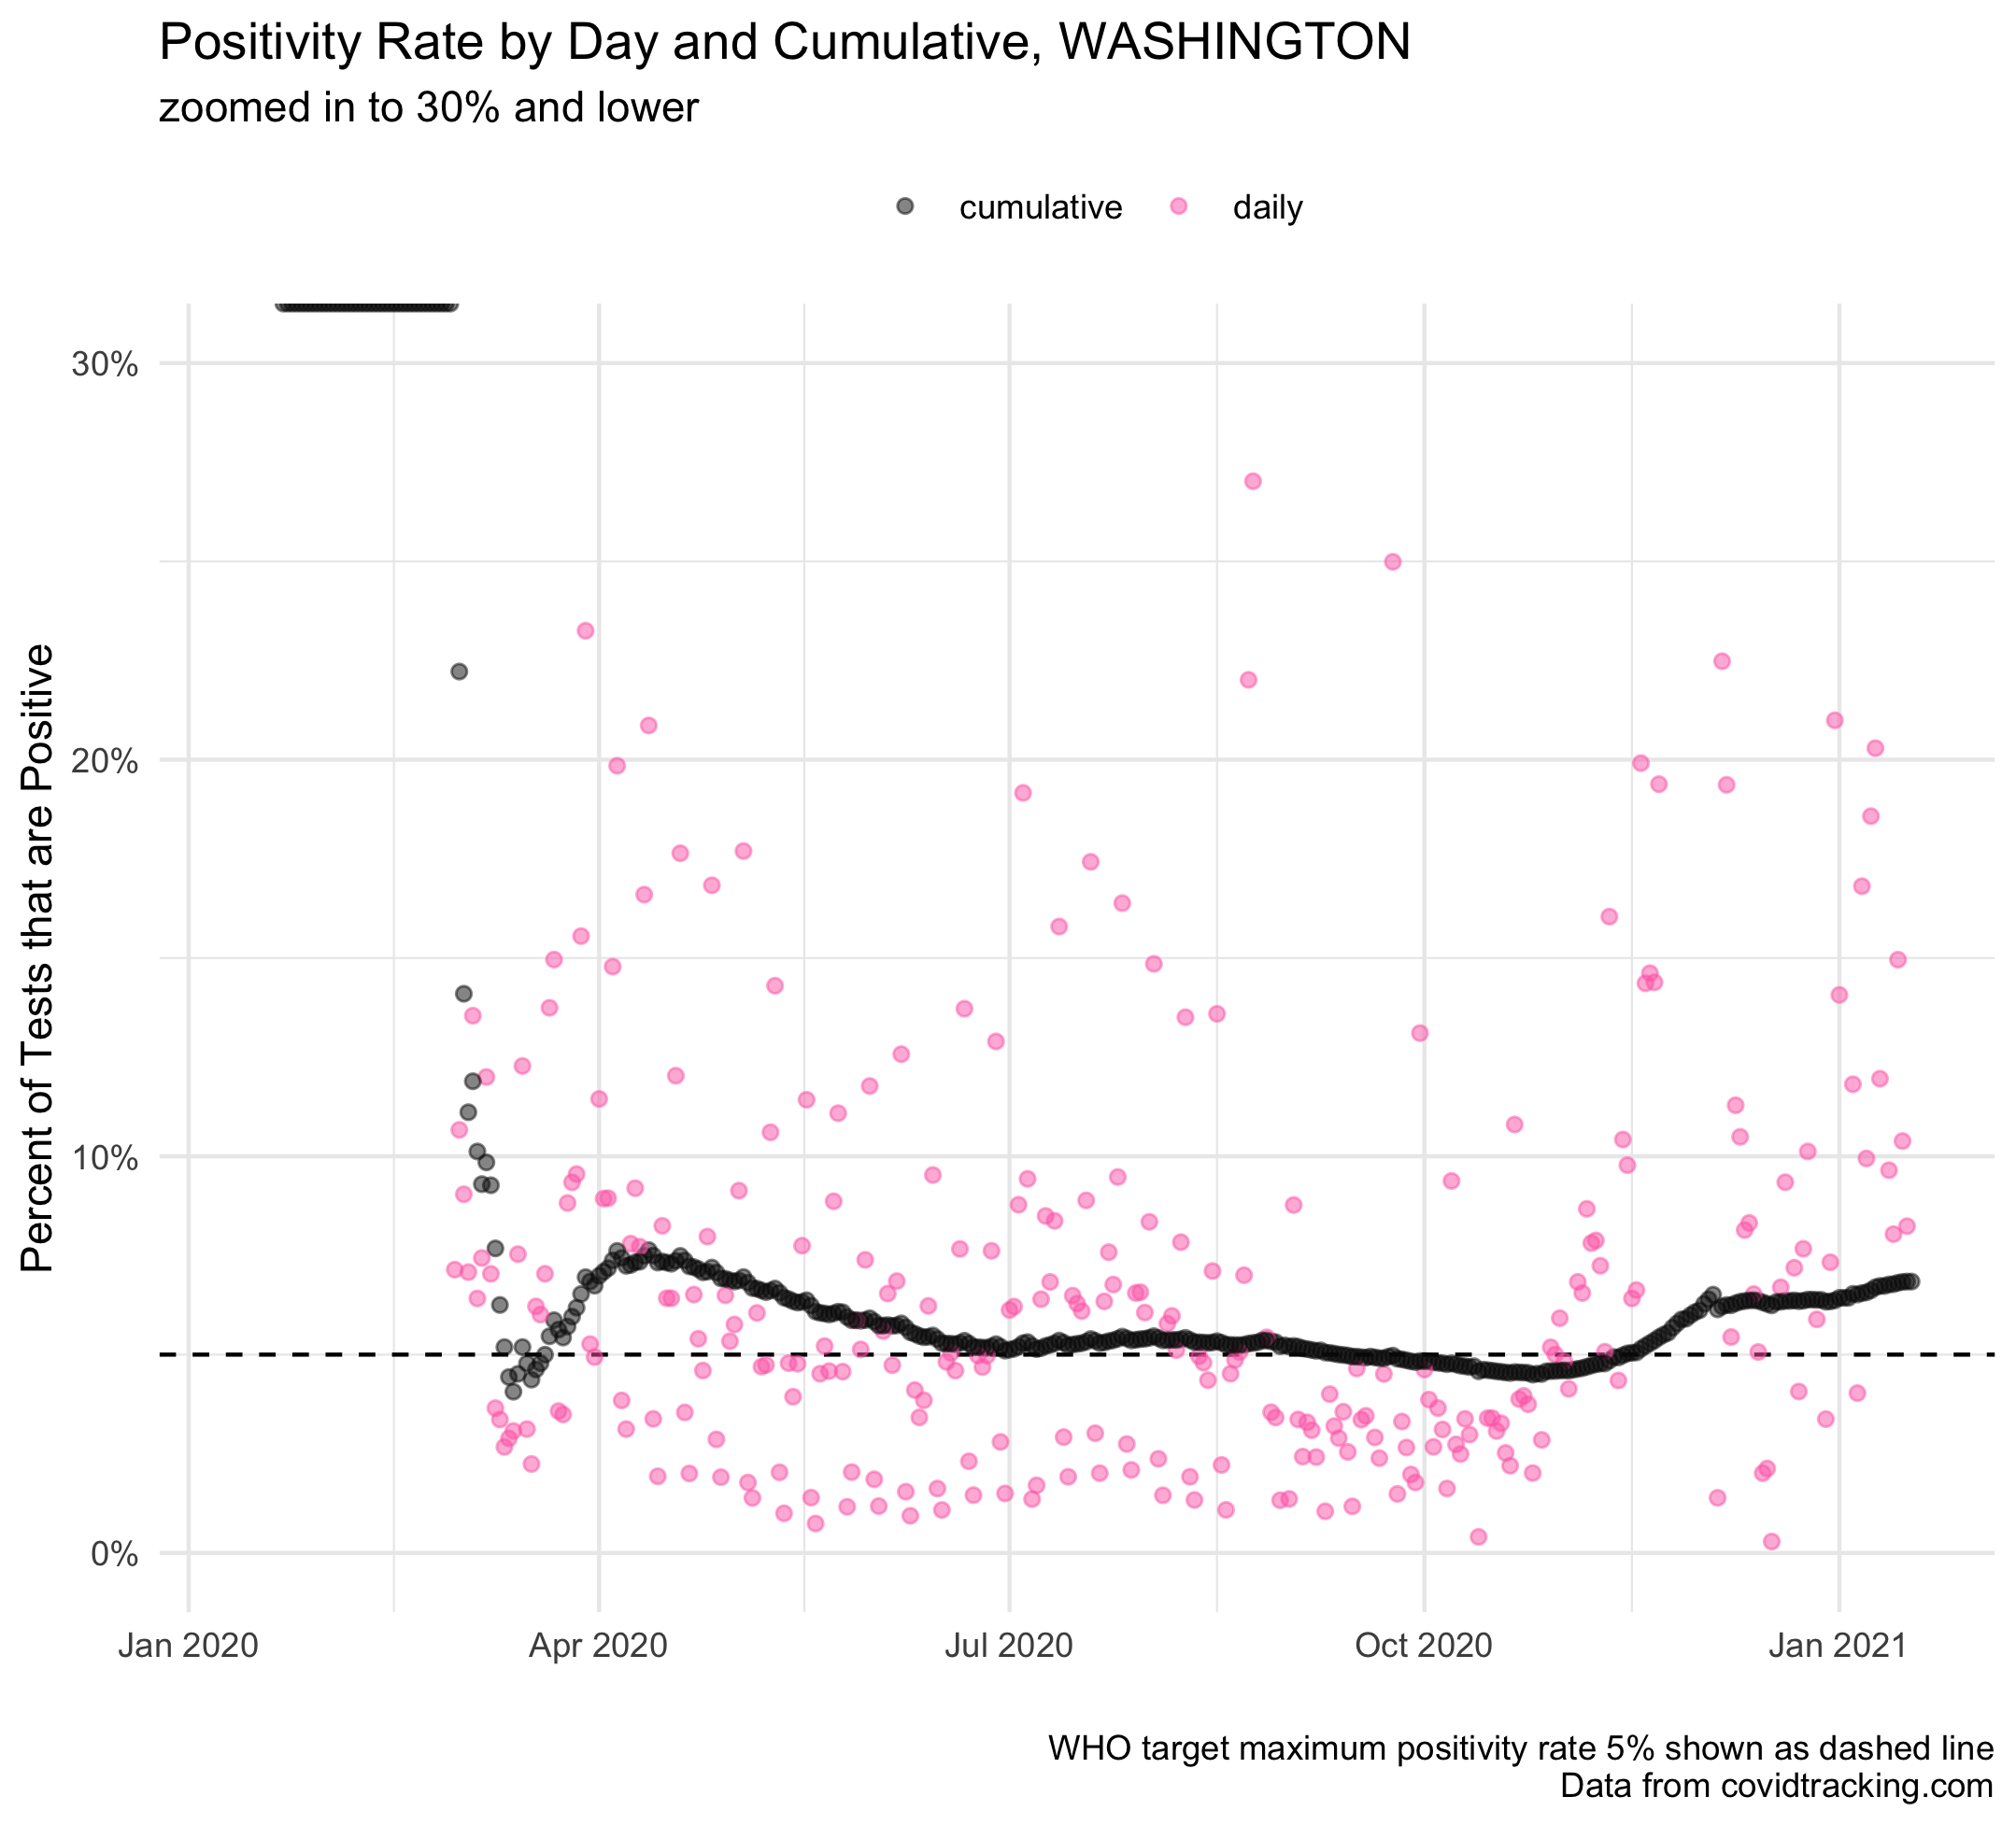 Positivity Rate by Day and Cumulative, WASHINGTON
zoomed in to 30% and lower
cumulative daily
Percent of Tests that are Positive
30%
20%
10%
0%
Jan 2020 Apr 2020 Jul 2020 Oct 2020 Jan 2021
WHO target maximum positivity rate 5% shown as dashed line
Data from covidtracking.com